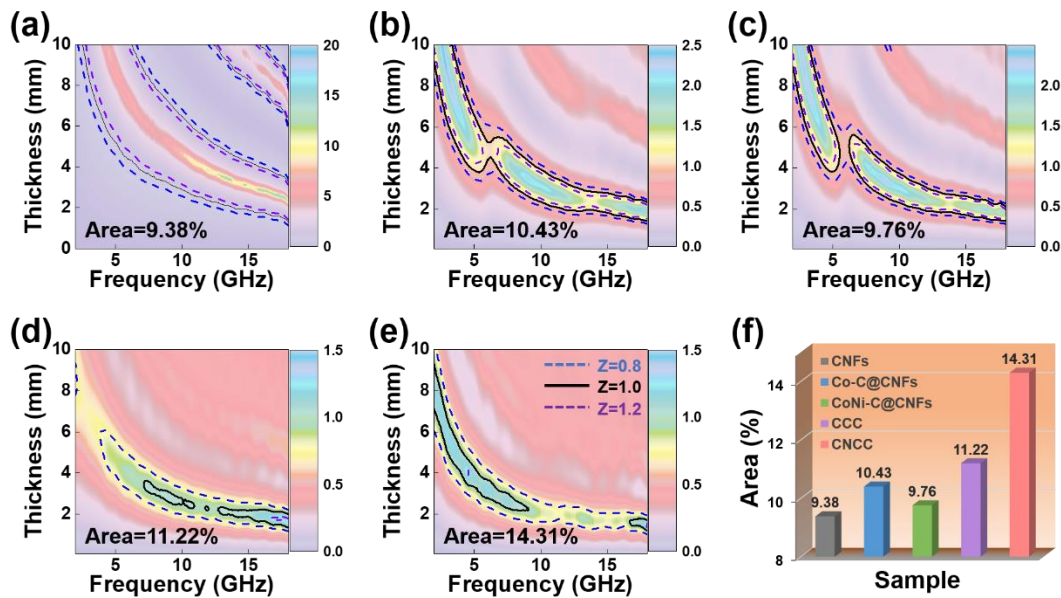 (a)
10
8
6
4
2
0
Thickness (mm)
Area=9.38%
5
10
15
Frequency (GHz)
20
15
10
5
0
(b)
10
8
6
4
2
0
Thickness (mm)
Area=10.43%
5
10
15
Frequency (GHz)
2.5
2.0
1.5
1.0
0.5
0.0
(c)
10
8
6
4
2
Thickness (mm)
Area=9.76%
5
10
15
Frequency (GHz)
2.0
1.5
1.0
0.5
0.0
(d)
10
8
6
4
2
Thickness (mm)
Area=11.22%
5
10
15
Frequency (GHz)
1.5
1.0
0.5
0.0
(e)
10
8
6
4
2
Thickness (mm)
Z=0.8
Z=1.0
Z=1.2
Area=14.31%
5
10
15
Frequency (GHz)
1.5
1.0
0.5
0.0
(f)
14
12
10
8
Area (%)
CNFs
Co-C@CNFs
CoNi-C@CNFs
CCC
CNCC
9.38
10.43
9.76
11.22
14.31
Sample